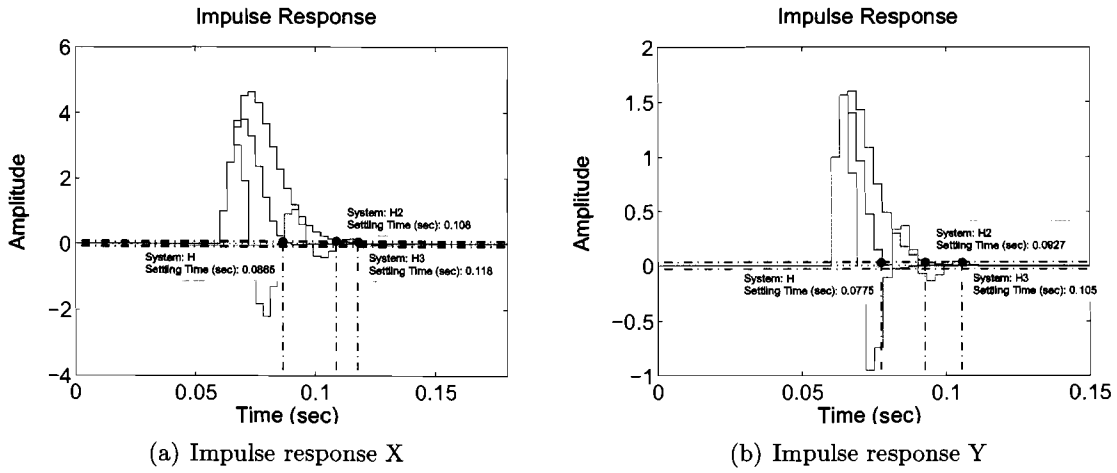 Impulse Response
6
4
2
0
−2
−4
Amplitude
System: H2
Settling Time (sec): 0.108
System: H
Settling Time (sec): 0.0865
System: H3
Settling Time (sec): 0.118
0
0.05
0.1
0.15
Time (sec)
(a) Impulse response X
Impulse Response
2
1.5
1
0.5
0
−0.5
−1
Amplitude
System: H2
Settling Time (sec): 0.0927
System: H
Settling Time (sec): 0.0775
System: H3
Settling Time (sec): 0.105
0
0.05
0.1
0.15
Time (sec)
(b) Impulse response Y